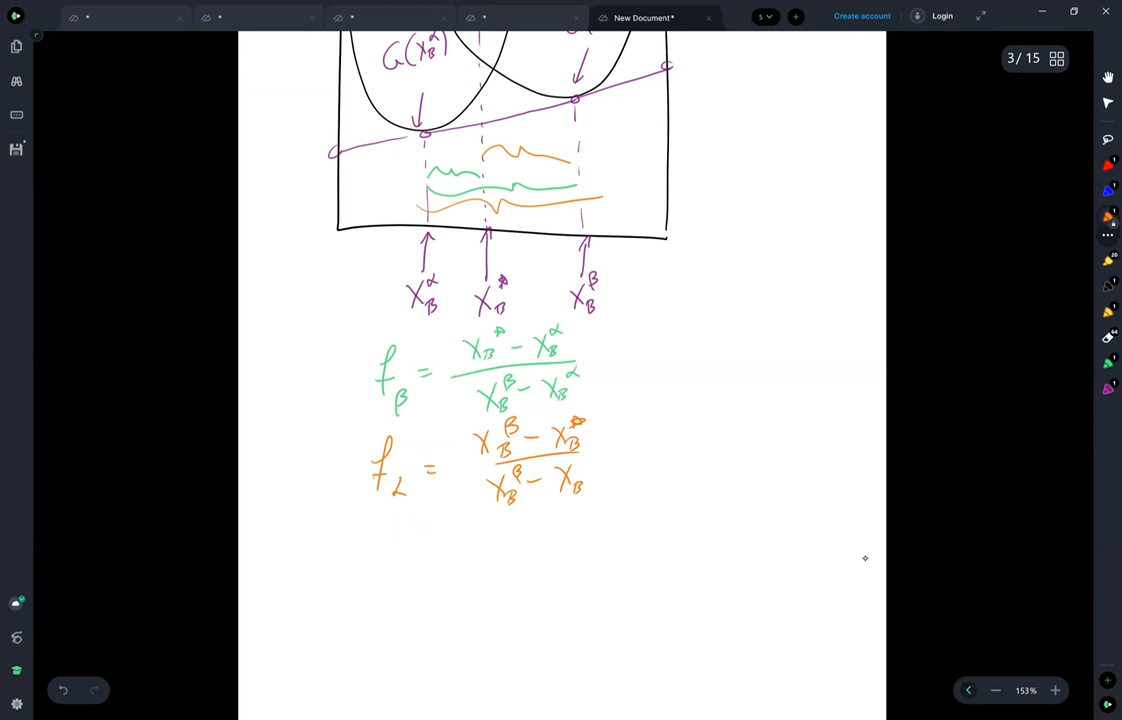 * * * * New Document* 5 Create account Login
3 / 15
G(X_B^α)
X_B^α X_B^* X_B^β
f_β = (X_B^* - X_B^α) / (X_B^β - X_B^α)
f_α = (X_B^β - X_B^*) / (X_B^β - X_B)
153%